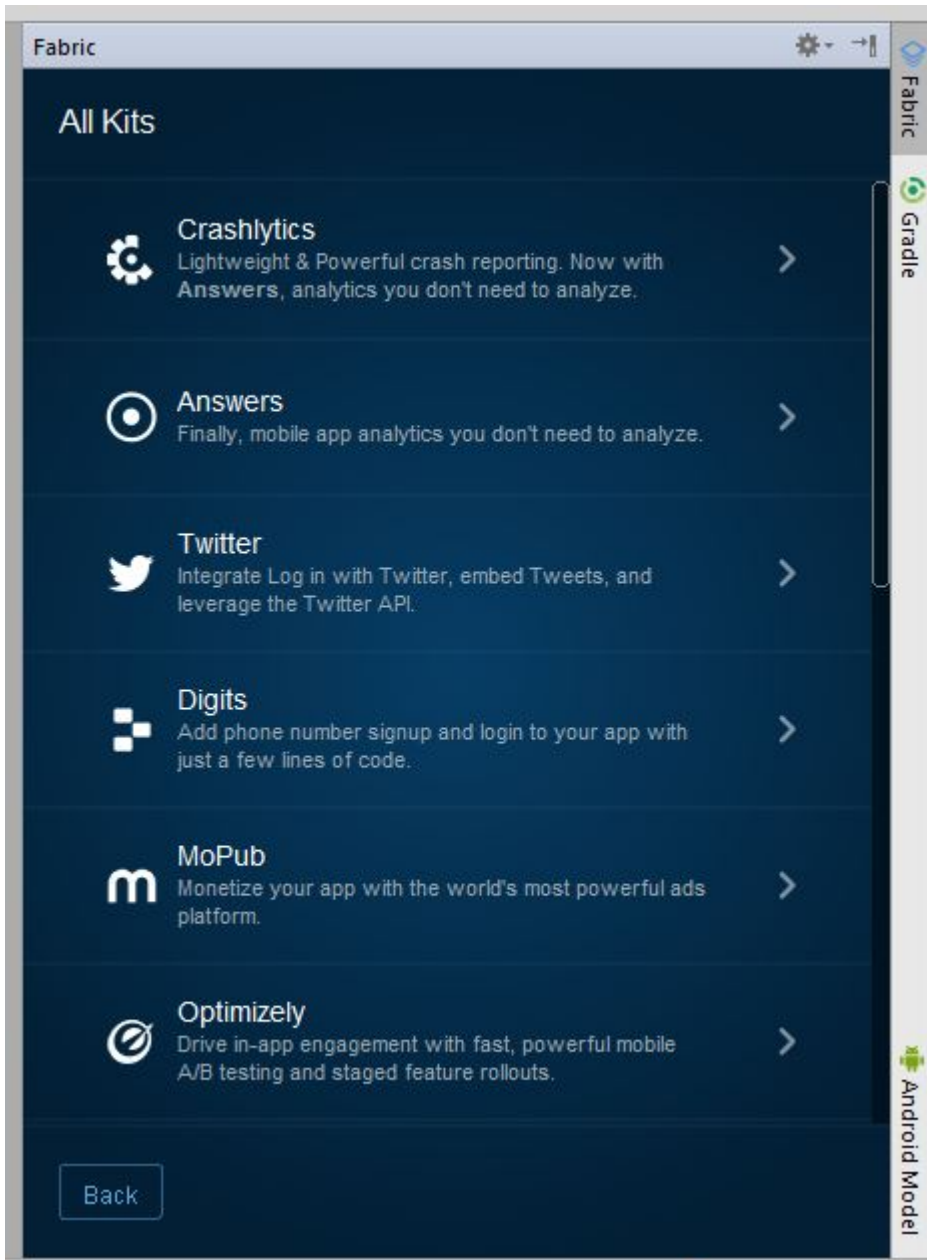 Fabric
All Kits
Crashlytics
Lightweight & Powerful crash reporting. Now with
Answers, analytics you don't need to analyze.
Answers
Finally, mobile app analytics you don't need to analyze.
Twitter
Integrate Log in with Twitter, embed Tweets, and
leverage the Twitter API.
Digits
Add phone number signup and login to your app with
just a few lines of code.
MoPub
Monetize your app with the world's most powerful ads
platform.
Optimizely
Drive in-app engagement with fast, powerful mobile
A/B testing and staged feature rollouts.
Back
Fabric
Gradle
Android Model